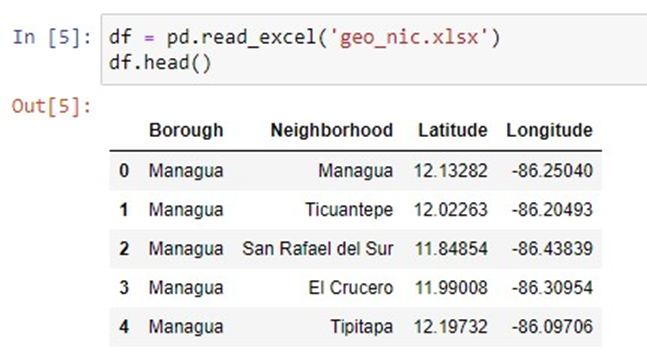 In [5]: df = pd.read_excel('geo_nic.xlsx')
df.head()
Out[5]:
Borough Neighborhood Latitude Longitude
0 Managua Managua 12.13282 -86.25040
1 Managua Ticuantepe 12.02263 -86.20493
2 Managua San Rafael del Sur 11.84854 -86.43839
3 Managua El Crucero 11.99008 -86.30954
4 Managua Tipitapa 12.19732 -86.09706